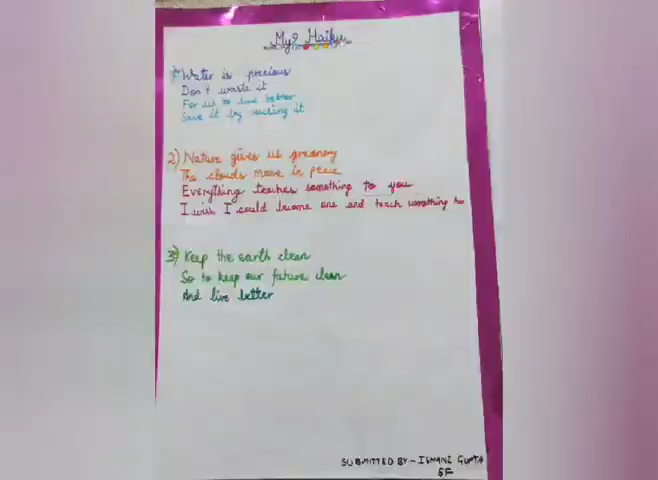 My Haiku
1) Water is precious
Don't waste it
For us to live better
Save it by reusing it
2) Nature gives us greenery
The clouds move in peace
Everything teaches something to you
I wish I could become one and teach something too
3) Keep the earth clean
So to keep our future clean
And live better
SUBMITTED BY - ISMANI GUPTA
5F